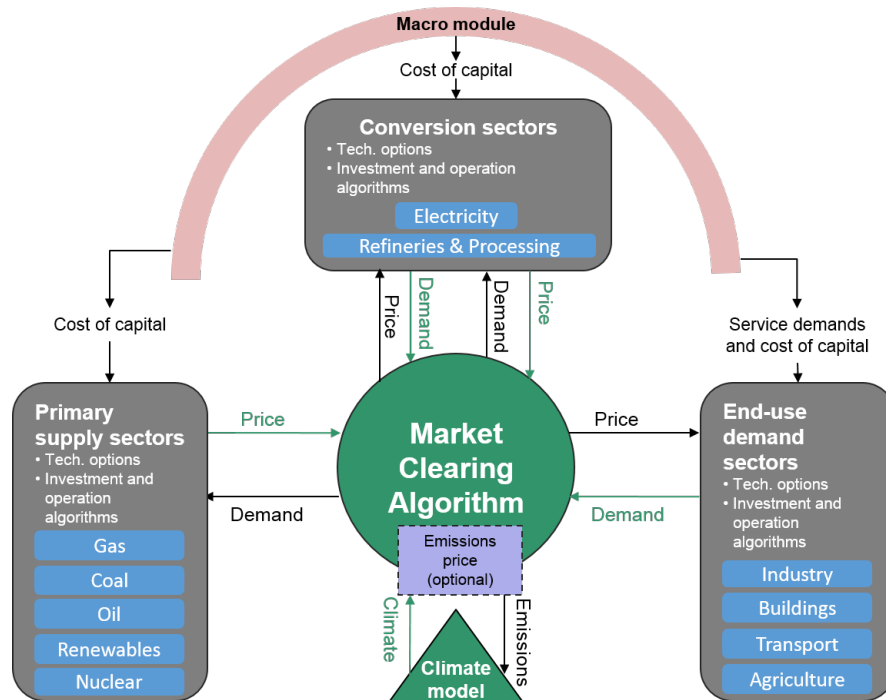 Macro module
Cost of capital
Conversion sectors
• Tech. options
• Investment and operation
algorithms
Electricity
Refineries & Processing
Price
Demand
Demand
Price
Cost of capital
Service demands
and cost of capital
Primary
supply sectors
• Tech. options
• Investment and
operation
algorithms
Gas
Coal
Oil
Renewables
Nuclear
Price
Demand
Market
Clearing
Algorithm
Emissions
price
(optional)
Price
Demand
End-use
demand
sectors
• Tech. options
• Investment and
operation
algorithms
Industry
Buildings
Transport
Agriculture
Climate
Emissions
Climate
model